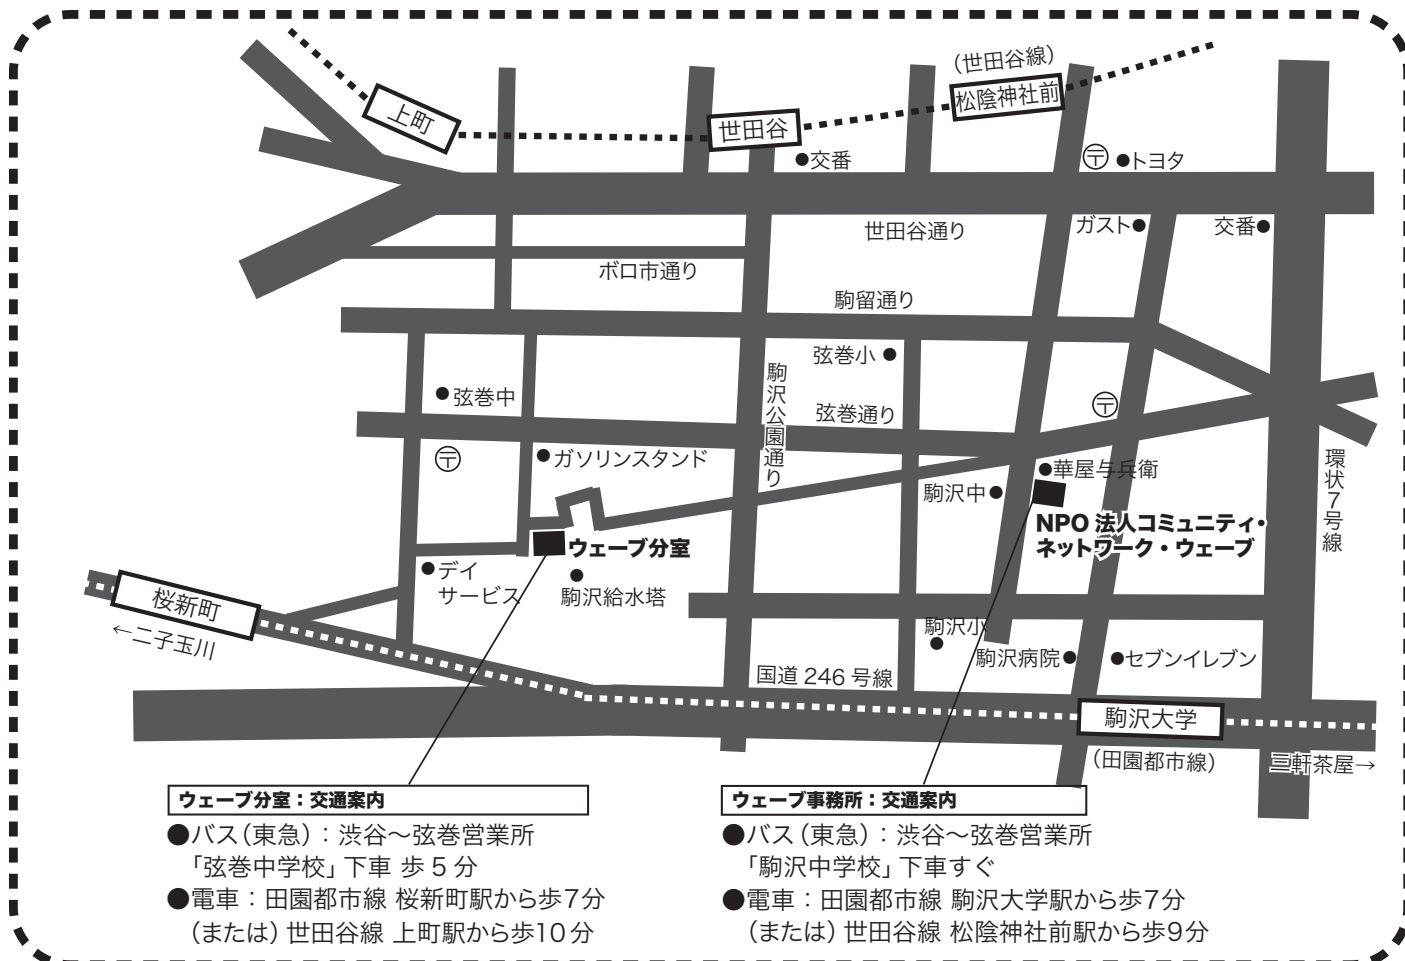 (世田谷線)
上町
世田谷
松陰神社前
●交番
〒
●トヨタ
世田谷通り
ガスト●
交番●
ボロ市通り
駒留通り
弦巻小 ●
駒沢公園通り
●弦巻中
弦巻通り
〒
〒
●ガソリンスタンド
●華屋与兵衛
駒沢中●
環状7号線
NPO 法人コミュニティ・
ネットワーク・ウェーブ
ウェーブ分室
●デイ
サービス
●
駒沢給水塔
桜新町
←二子玉川
駒沢小
●
駒沢病院●
●セブンイレブン
国道 246 号線
駒沢大学
(田園都市線)
三軒茶屋→
ウェーブ分室:交通案内
●バス(東急):渋谷~弦巻営業所
「弦巻中学校」下車 歩 5 分
●電車:田園都市線 桜新町駅から歩7分
(または) 世田谷線 上町駅から歩10分
ウェーブ事務所:交通案内
●バス(東急):渋谷~弦巻営業所
「駒沢中学校」下車すぐ
●電車:田園都市線 駒沢大学駅から歩7分
(または) 世田谷線 松陰神社前駅から歩9分